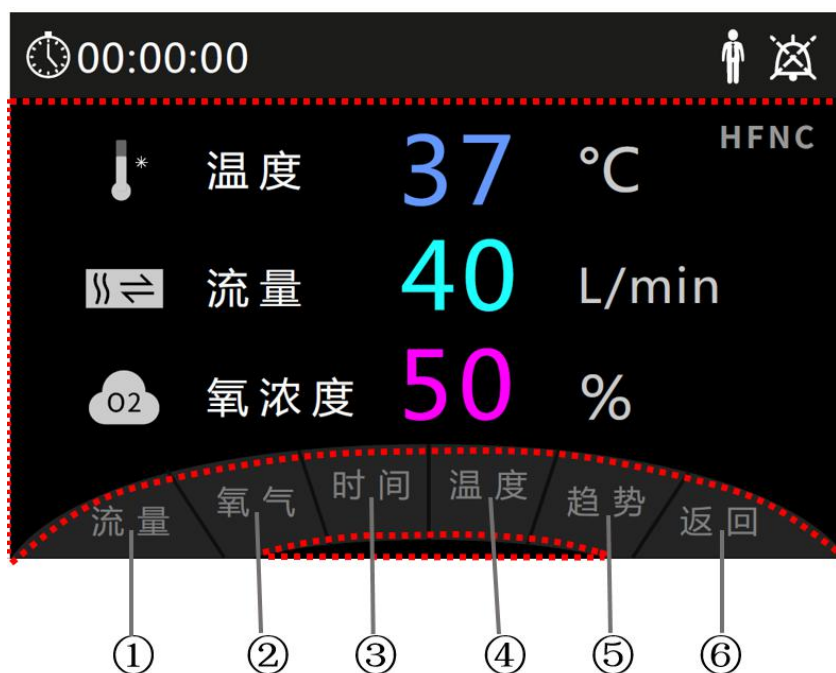 00:00:00
HFNC
温度 37 °C
流量 40 L/min
O2 氧浓度 50 %
流量 氧气 时间 温度 趋势 返回
① ② ③ ④ ⑤ ⑥